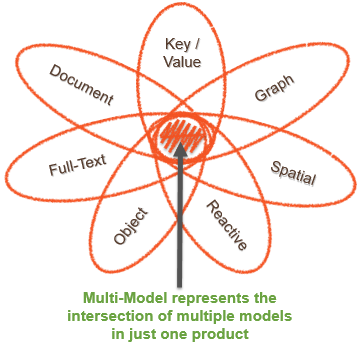 Key /
Value
Document
Graph
Full-Text
Spatial
Object
Reactive
Multi-Model represents the
intersection of multiple models
in just one product